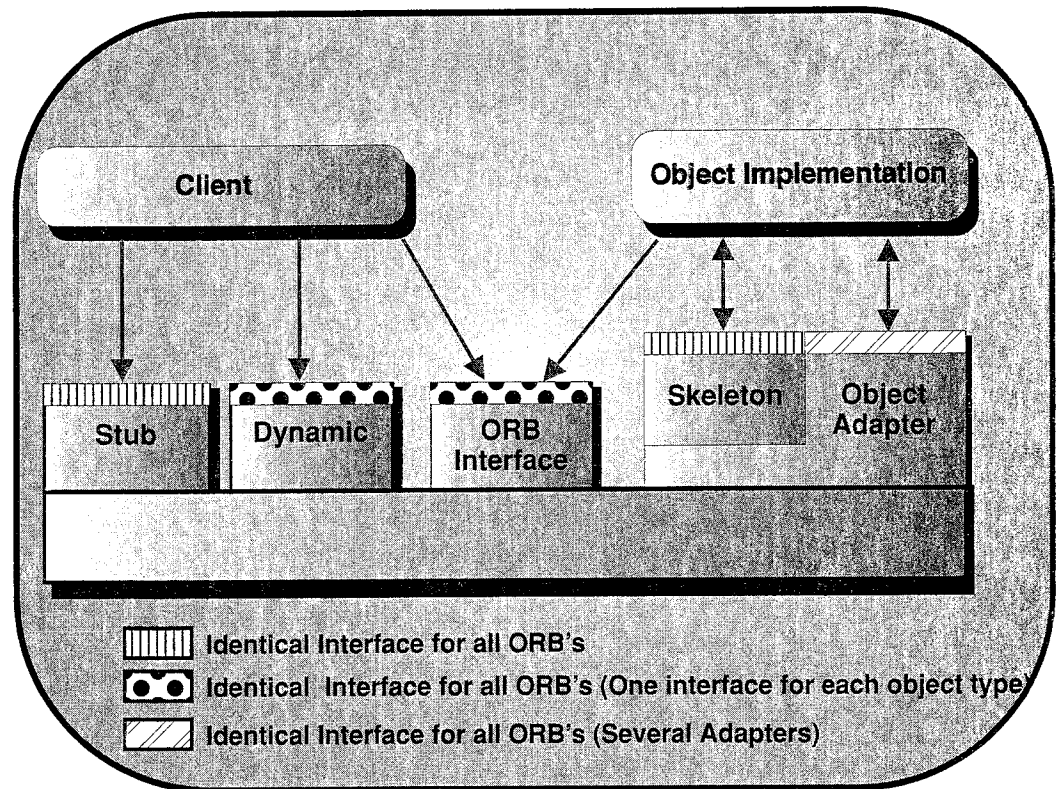 Client
Object Implementation
Stub
Dynamic
ORB
Interface
Skeleton
Object
Adapter
Identical Interface for all ORB's
Identical Interface for all ORB's (One interface for each object type)
Identical Interface for all ORB's (Several Adapters)